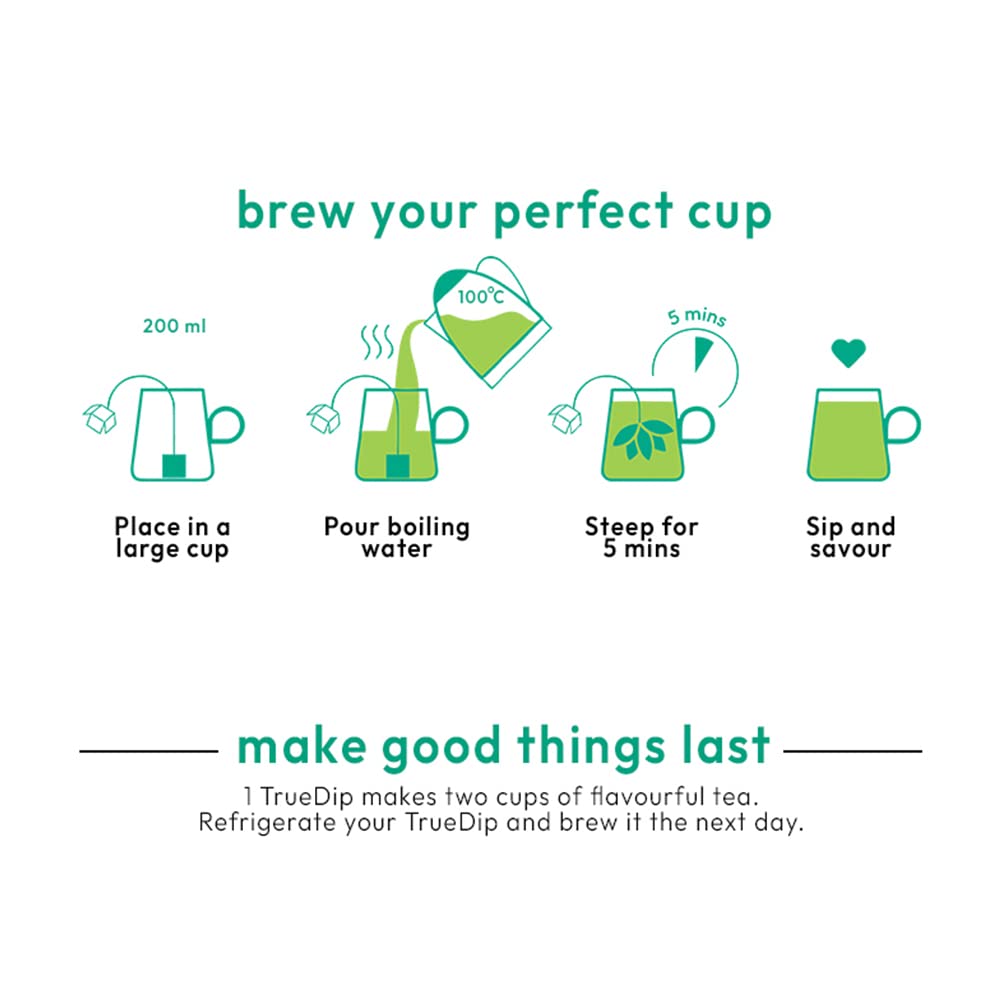 brew your perfect cup
200 ml
100°C
5 mins
Place in a
large cup
Pour boiling
water
Steep for
5 mins
Sip and
savour
make good things last
1 TrueDip makes two cups of flavourful tea.
Refrigerate your TrueDip and brew it the next day.